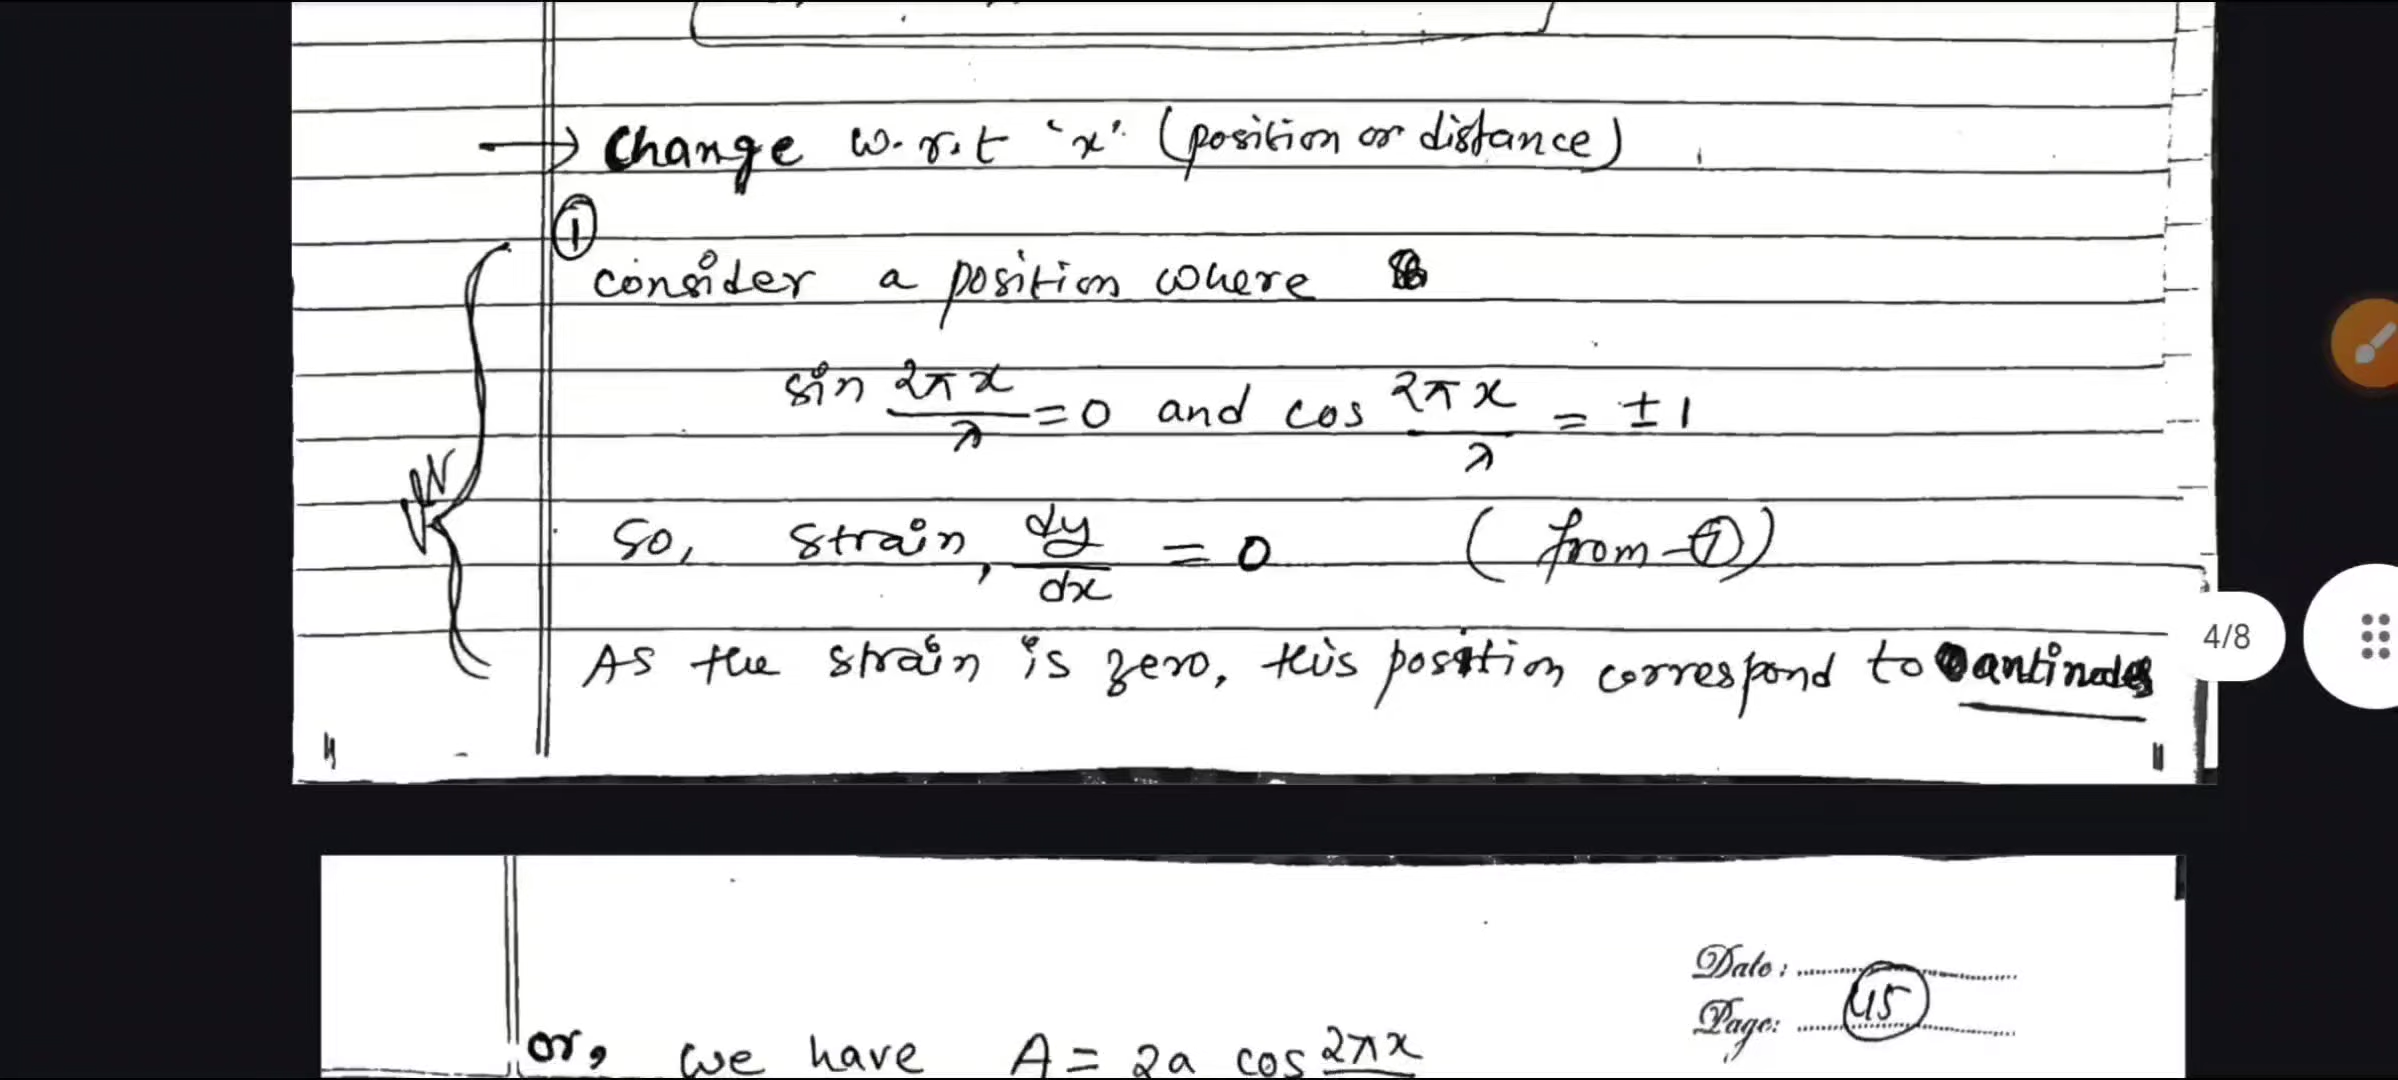 → Change w.r.t 'x' (position or distance)
①
consider a position where
sin 2πx/λ = 0 and cos 2πx/λ = ±1
So, strain, dy/dx = 0 (from -⑦)
As the strain is zero, this position correspond to antinodes
4/8
Date:
Page: 45
or, we have A = 2a cos 2πx